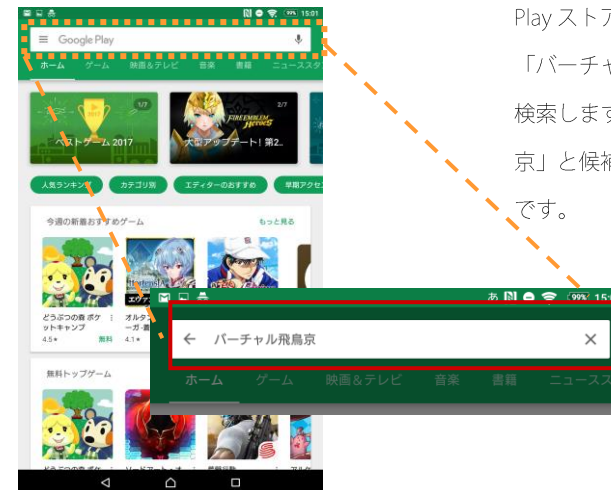 99% 15:01
Google Play
ホーム ゲーム 映画&テレビ 音楽 書籍 ニューススタ
1/7
2017
ベストゲーム 2017
2/7
FIRE EMBLEM HEROES
大型アップデート！第2..
人気ランキング カテゴリ別 エディターのおすすめ 早期アクセ
今週の新着おすすめゲーム もっと見る
どうぶつの森 ポケットキャンプ
4.5★ 無料
4.1★
無料トップゲーム
Play スト
「バーチ
検索しま
京」と候
です。
あ 99% 15:
バーチャル飛鳥京
ホーム ゲーム 映画&テレビ 音楽 書籍 ニュースス